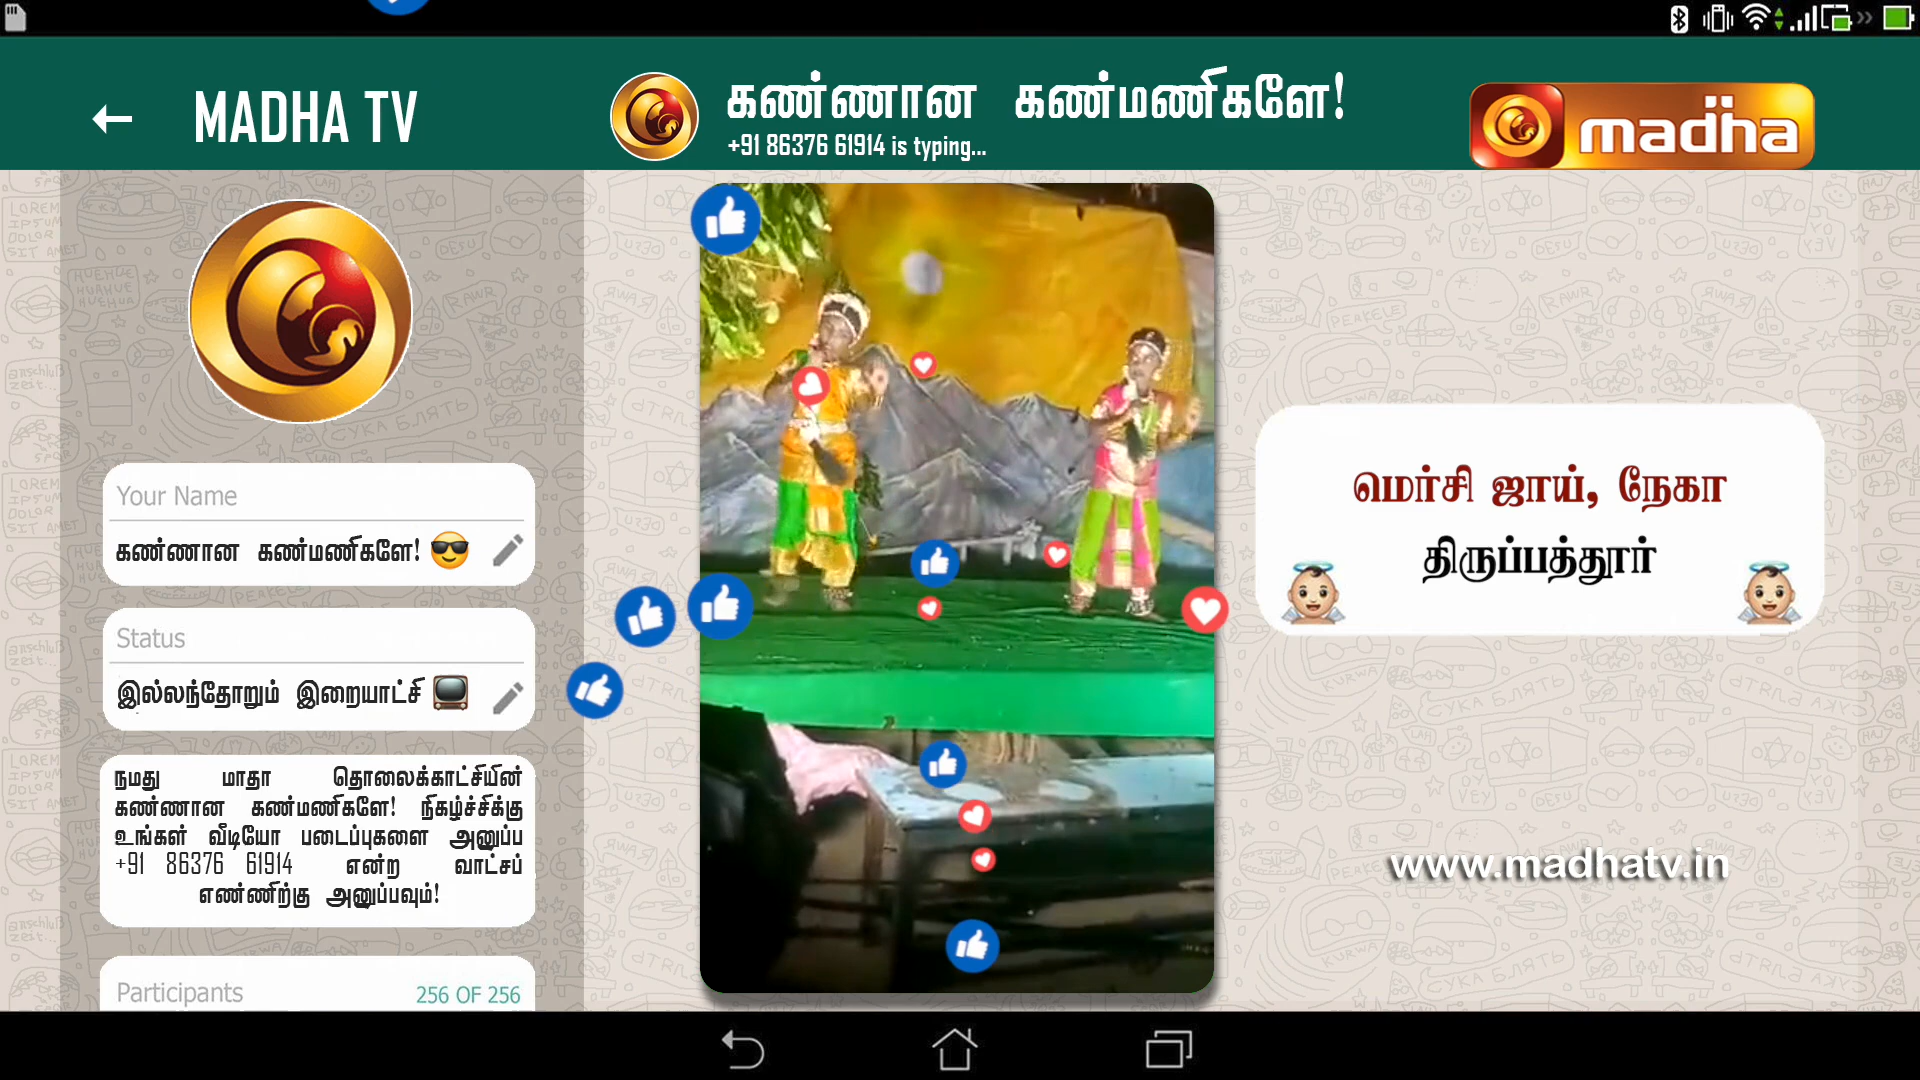 MADHA TV
கண்ணான கண்மணிகளே!
+91 86376 61914 is typing...
madha
Your Name
கண்ணான கண்மணிகளே!
Status
இல்லந்தோறும் இறையாட்சி
நமது மாதா தொலைக்காட்சியின்
கண்ணான கண்மணிகளே! நிகழ்ச்சிக்கு
உங்கள் வீடியோ படைப்புகளை அனுப்ப
+91 86376 61914 என்ற வாட்சப்
எண்ணிற்கு அனுப்பவும்!
Participants 256 OF 256
மெர்சி ஜாய், நேகா
திருப்பத்தூர்
www.madhatv.in